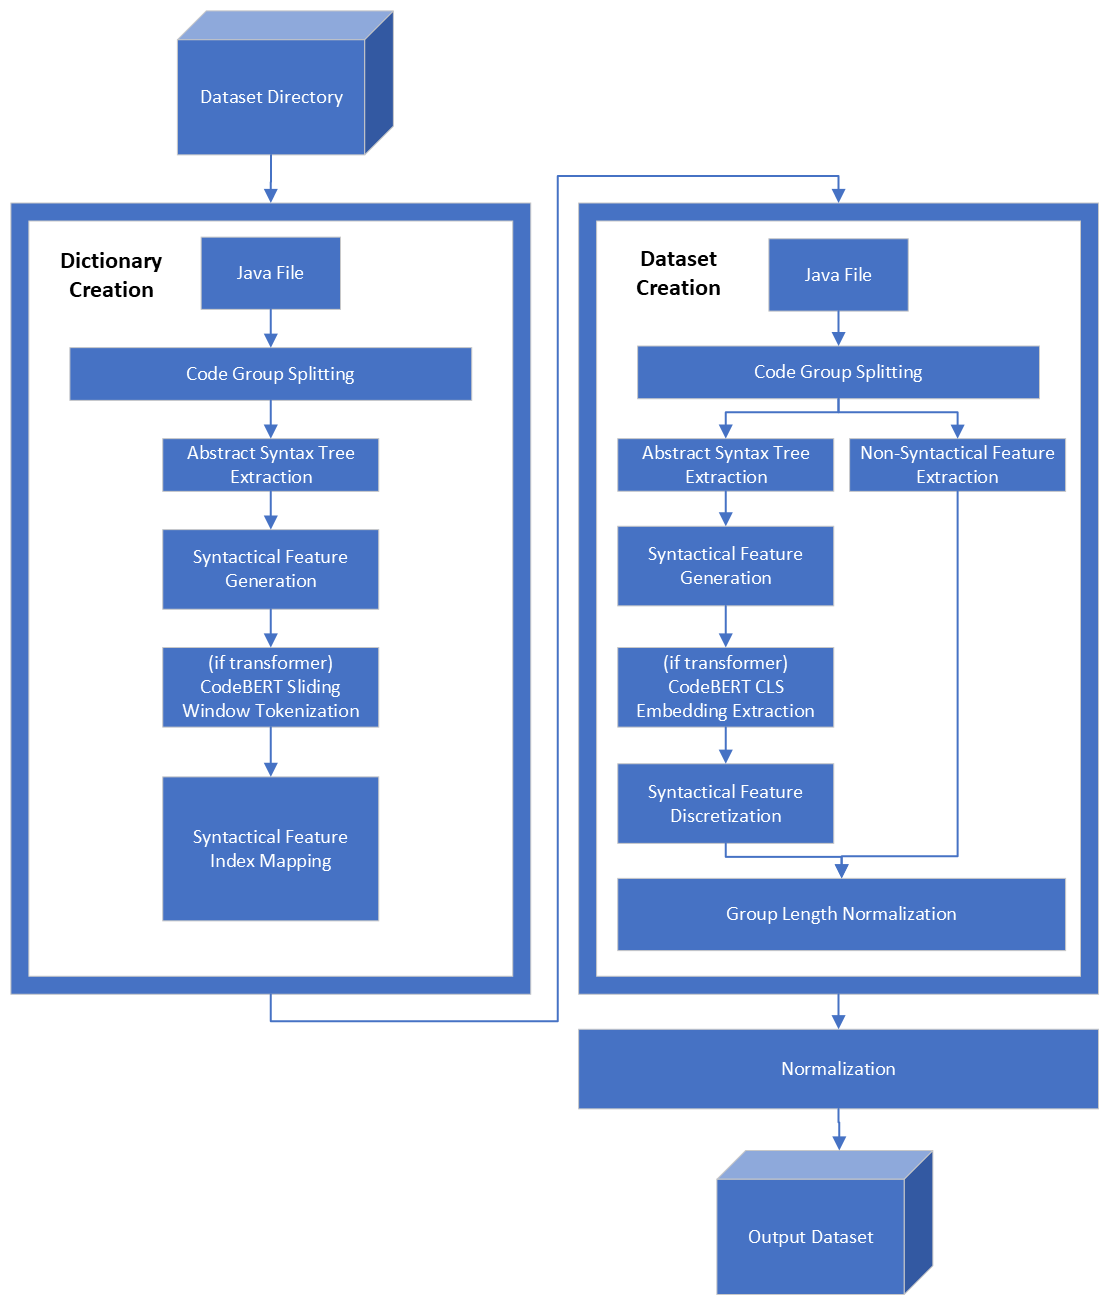 Dataset Directory
Dictionary
Creation
Java File
Code Group Splitting
Abstract Syntax Tree
Extraction
Syntactical Feature
Generation
(if transformer)
CodeBERT Sliding
Window Tokenization
Syntactical Feature
Index Mapping
Dataset
Creation
Java File
Code Group Splitting
Abstract Syntax Tree
Extraction
Non-Syntactical Feature
Extraction
Syntactical Feature
Generation
(if transformer)
CodeBERT CLS
Embedding Extraction
Syntactical Feature
Discretization
Group Length Normalization
Normalization
Output Dataset